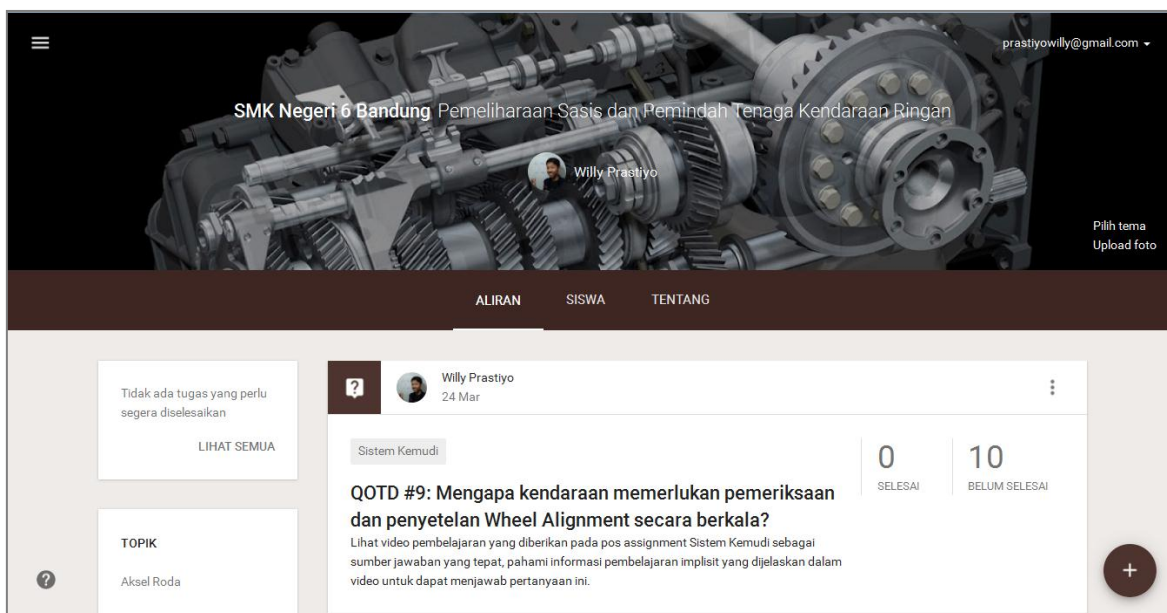 prastiyowilly@gmail.com
SMK Negeri 6 Bandung Pemeliharaan Sasis dan Pemindah Tenaga Kendaraan Ringan
Willy Prastiyo
Pilih tema
Upload foto
ALIRAN SISWA TENTANG
Tidak ada tugas yang perlu
segera diselesaikan
LIHAT SEMUA
TOPIK
Aksel Roda
Willy Prastiyo
24 Mar
Sistem Kemudi
QOTD #9: Mengapa kendaraan memerlukan pemeriksaan
dan penyetelan Wheel Alignment secara berkala?
Lihat video pembelajaran yang diberikan pada pos assignment Sistem Kemudi sebagai
sumber jawaban yang tepat, pahami informasi pembelajaran implisit yang dijelaskan dalam
video untuk dapat menjawab pertanyaan ini.
0
SELESAI
10
BELUM SELESAI